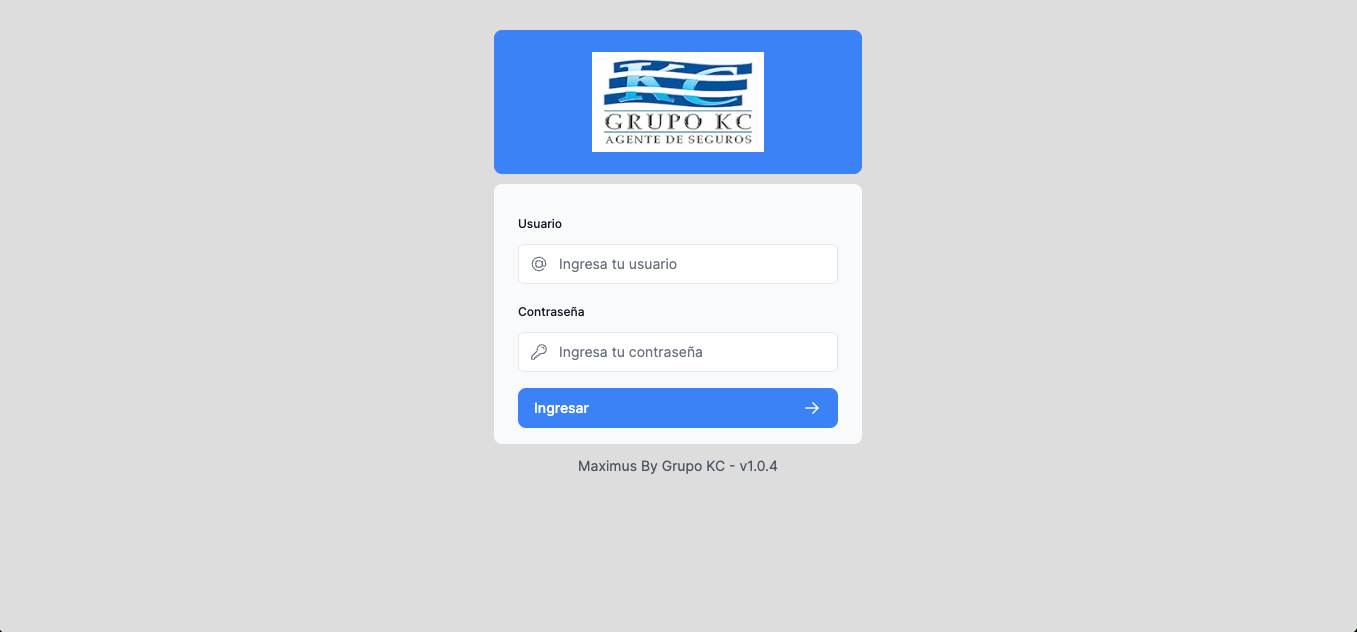 KC
GRUPO KC
AGENTE DE SEGUROS
Usuario
Ingresa tu usuario
Contraseña
Ingresa tu contraseña
Ingresar
Maximus By Grupo KC - v1.0.4